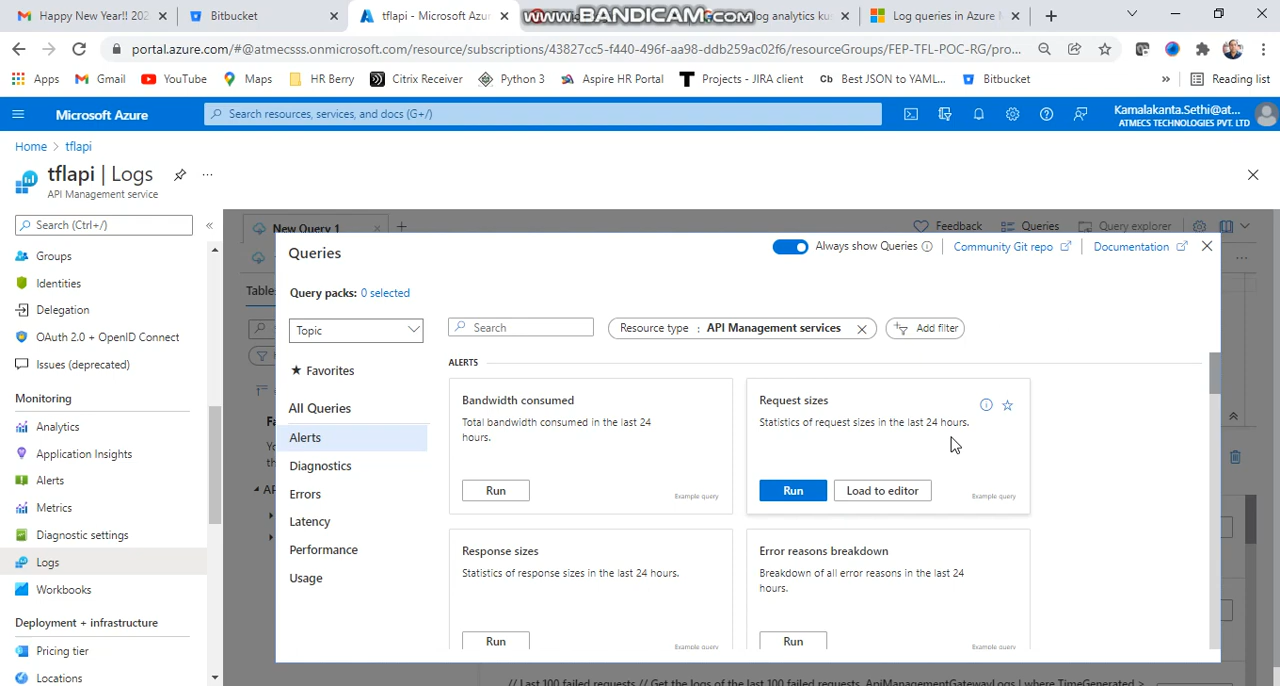 Happy New Year!! 202
Bitbucket
tflapi - Microsoft Azu
WWW.BANDICAM.COM
log analytics kus
Log queries in Azure M
portal.azure.com/#@atmecsss.onmicrosoft.com/resource/subscriptions/43827cc5-f440-496f-aa98-ddb259ac02f6/resourceGroups/FEP-TFL-POC-RG/pro...
Apps
Gmail
YouTube
Maps
HR Berry
Citrix Receiver
Python 3
Aspire HR Portal
Projects - JIRA client
Cb Best JSON to YAML...
Bitbucket
»
Reading list
Microsoft Azure
Search resources, services, and docs (G+/)
Kamalakanta.Sethi@at...
ATMECS TECHNOLOGIES PVT. LTD
Home > tflapi
tflapi | Logs
API Management service
Search (Ctrl+/)
«
Groups
Identities
Delegation
OAuth 2.0 + OpenID Connect
Issues (deprecated)
Monitoring
Analytics
Application Insights
Alerts
Metrics
Diagnostic settings
Logs
Workbooks
Deployment + infrastructure
Pricing tier
Locations
New Query 1
Feedback
Queries
Query explorer
Queries
Always show Queries
Community Git repo
Documentation
Query packs: 0 selected
Topic
Search
Resource type : API Management services
Add filter
Favorites
All Queries
Alerts
Diagnostics
Errors
Latency
Performance
Usage
ALERTS
Bandwidth consumed
Total bandwidth consumed in the last 24
hours.
Run
Example query
Request sizes
Statistics of request sizes in the last 24 hours.
Run
Load to editor
Example query
Response sizes
Statistics of response sizes in the last 24 hours.
Run
Example query
Error reasons breakdown
Breakdown of all error reasons in the last 24
hours.
Run
Example query
// Last 100 failed requests // Get the logs of the last 100 failed requests. ApiManagementGatewayLogs | where TimeGenerated >